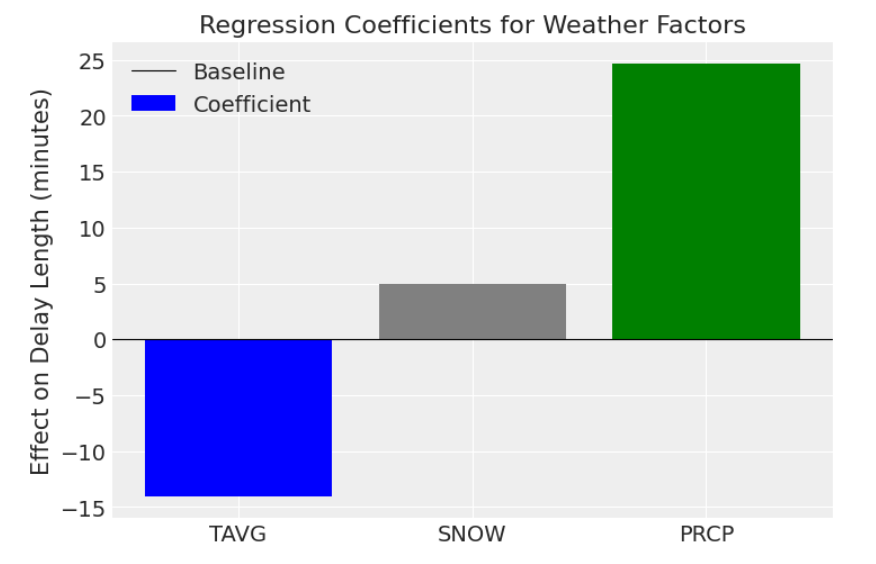 Regression Coefficients for Weather Factors
Baseline
Coefficient
Effect on Delay Length (minutes)
25
20
15
10
5
0
−5
−10
−15
TAVG SNOW PRCP